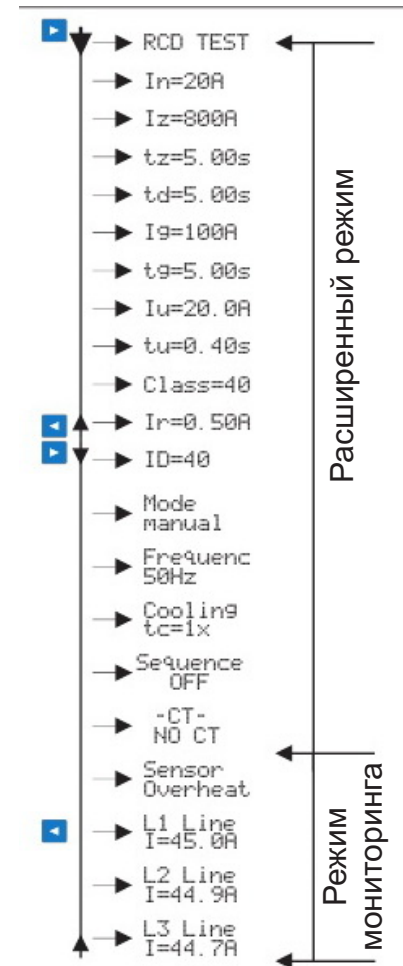 RCD TEST
In=20A
Iz=800A
tz=5.00s
td=5.00s
Ig=100A
tg=5.00s
Iu=20.0A
tu=0.40s
Class=40
Ir=0.50A
ID=40
Mode
manual
Frequenc
50Hz
Cooling
tc=1x
Sequence
OFF
-CT-
NO CT
Sensor
Overheat
L1 Line
I=45.0A
L2 Line
I=44.9A
L3 Line
I=44.7A
Расширенный режим
Режим
мониторинга